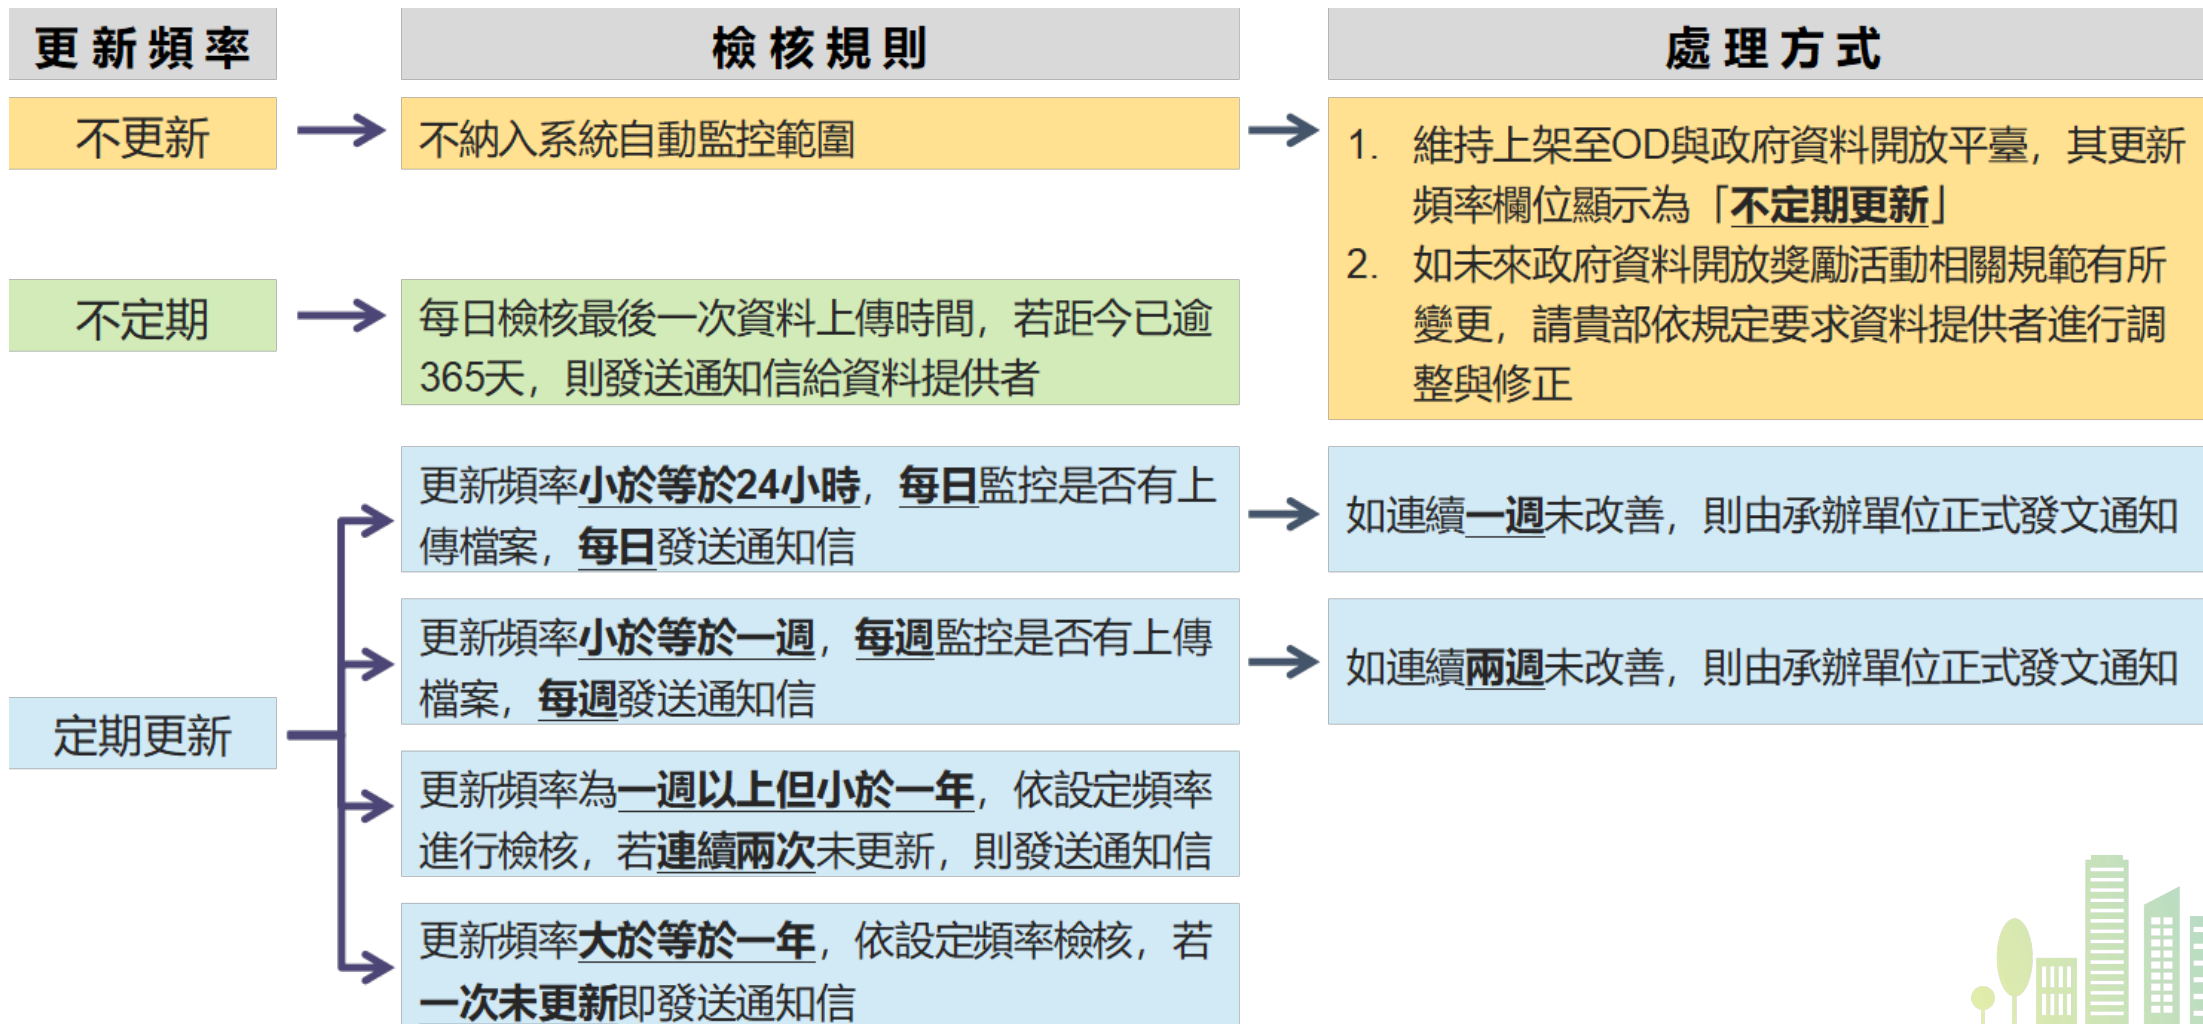 更新頻率
檢核規則
處理方式
不更新
不納入系統自動監控範圍
1. 維持上架至OD與政府資料開放平臺，其更新
頻率欄位顯示為「不定期更新」
2. 如未來政府資料開放獎勵活動相關規範有所
變更，請貴部依規定要求資料提供者進行調
整與修正
不定期
每日檢核最後一次資料上傳時間，若距今已逾
365天，則發送通知信給資料提供者
定期更新
更新頻率小於等於24小時，每日監控是否有上
傳檔案，每日發送通知信
如連續一週未改善，則由承辦單位正式發文通知
更新頻率小於等於一週，每週監控是否有上傳
檔案，每週發送通知信
如連續兩週未改善，則由承辦單位正式發文通知
更新頻率為一週以上但小於一年，依設定頻率
進行檢核，若連續兩次未更新，則發送通知信
更新頻率大於等於一年，依設定頻率檢核，若
一次未更新即發送通知信